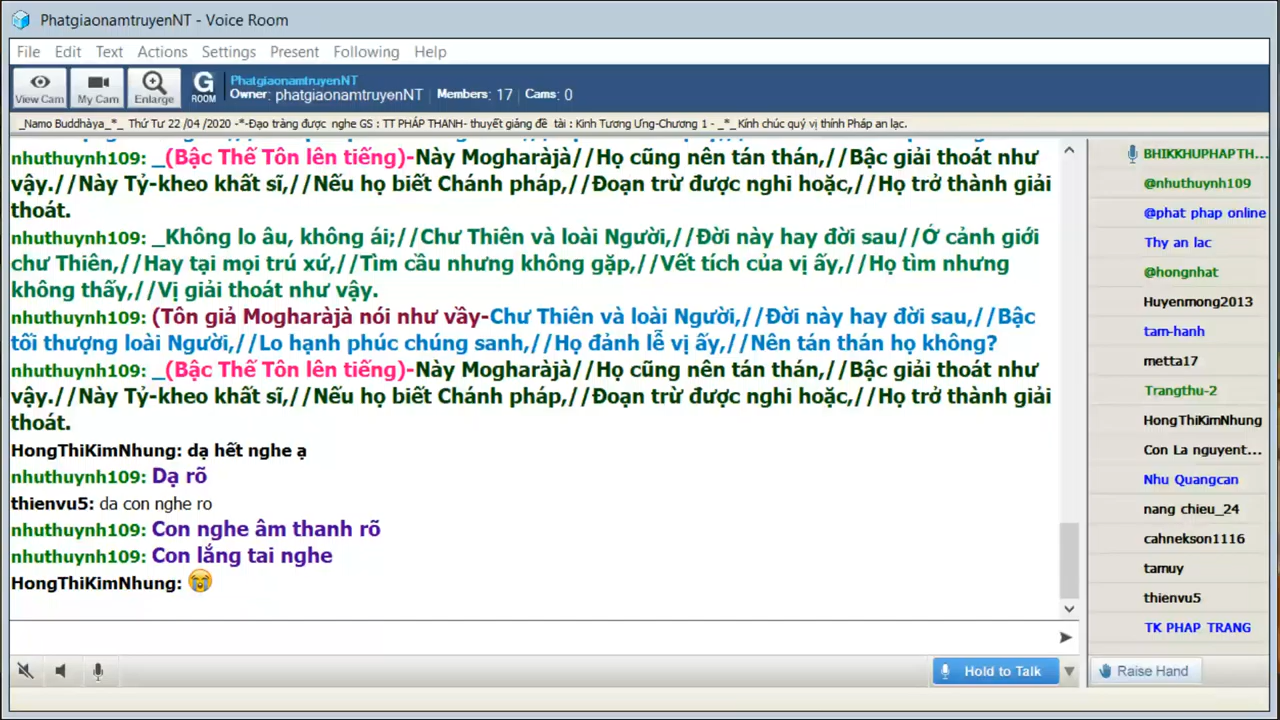 PhatgiaonamtruyenNT - Voice Room
File Edit Text Actions Settings Present Following Help
View Cam My Cam Enlarge G ROOM
PhatgiaonamtruyenNT
Owner: phatgiaonamtruyenNT Members: 17 Cams: 0
_Namo Buddhàya_*_ Thứ Tư 22 /04 /2020 -*-Đạo tràng được nghe GS : TT PHÁP THANH- thuyết giảng đề tài : Kinh Tương Ưng-Chương 1 - _*_ Kính chúc quý vị thính Pháp an lạc.
nhuthuynh109: _(Bậc Thế Tôn lên tiếng)-Này Mogharàjà//Họ cũng nên tán thán,//Bậc giải thoát như
vậy.//Này Tỷ-kheo khất sĩ,//Nếu họ biết Chánh pháp,//Đoạn trừ được nghi hoặc,//Họ trở thành giải
thoát.
nhuthuynh109: _Không lo âu, không ái;//Chư Thiên và loài Người,//Đời này hay đời sau//Ở cảnh giới
chư Thiên,//Hay tại mọi trú xứ,//Tìm cầu nhưng không gặp,//Vết tích của vị ấy,//Họ tìm nhưng
không thấy,//Vị giải thoát như vậy.
nhuthuynh109: (Tôn giả Mogharàjà nói như vầy-Chư Thiên và loài Người,//Đời này hay đời sau,//Bậc
tối thượng loài Người,//Lo hạnh phúc chúng sanh,//Họ đảnh lễ vị ấy,//Nên tán thán họ không?
nhuthuynh109: _(Bậc Thế Tôn lên tiếng)-Này Mogharàjà//Họ cũng nên tán thán,//Bậc giải thoát như
vậy.//Này Tỷ-kheo khất sĩ,//Nếu họ biết Chánh pháp,//Đoạn trừ được nghi hoặc,//Họ trở thành giải
thoát.
HongThiKimNhung: dạ hết nghe ạ
nhuthuynh109: Dạ rõ
thienvu5: da con nghe ro
nhuthuynh109: Con nghe âm thanh rõ
nhuthuynh109: Con lắng tai nghe
HongThiKimNhung:
BHIKKHUPHAPTH...
@nhuthuynh109
@phat phap online
Thy an lac
@hongnhat
Huyenmong2013
tam-hanh
metta17
Trangthu-2
HongThiKimNhung
Con La nguyent...
Nhu Quangcan
nang chieu_24
cahnekson1116
tamuy
thienvu5
TK PHAP TRANG
Hold to Talk Raise Hand